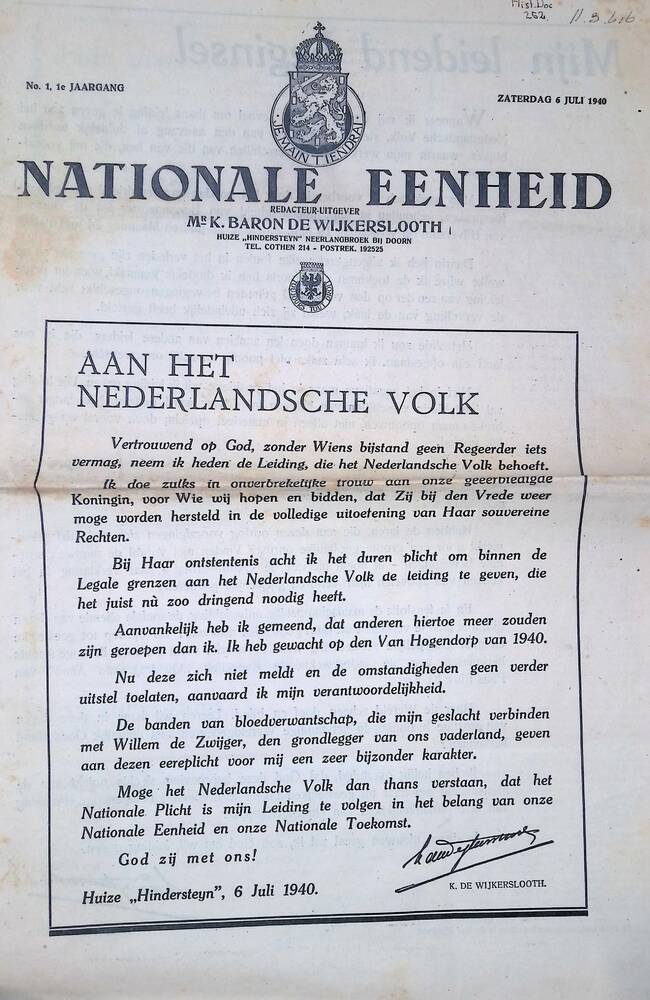 Hist.Doc
262.
No. 1, 1e JAARGANG
ZATERDAG 6 JULI 1940
JE MAINTIENDRAI
NATIONALE EENHEID
REDACTEUR-UITGEVER
Mr K. BARON DE WIJKERSLOOTH
HUIZE „HINDERSTEYN" NEERLANGBROEK BIJ DOORN
TEL. COTHEN 214 - POSTREK. 192525
AAN HET
NEDERLANDSCHE VOLK
Vertrouwend op God, zonder Wiens bijstand geen Regeerder iets
vermag, neem ik heden de Leiding, die het Nederlandsche Volk behoeft.
Ik doe zulks in onverbrekelijke trouw aan onze geëerbiedigde
Koningin, voor Wie wij hopen en bidden, dat Zij bij den Vrede weer
moge worden hersteld in de volledige uitoefening van Haar souvereine
Rechten.
Bij Haar ontstentenis acht ik het duren plicht om binnen de
Legale grenzen aan het Nederlandsche Volk de leiding te geven, die
het juist nù zoo dringend noodig heeft.
Aanvankelijk heb ik gemeend, dat anderen hiertoe meer zouden
zijn geroepen dan ik. Ik heb gewacht op den Van Hogendorp van 1940.
Nu deze zich niet meldt en de omstandigheden geen verder
uitstel toelaten, aanvaard ik mijn verantwoordelijkheid.
De banden van bloedverwantschap, die mijn geslacht verbinden
met Willem de Zwijger, den grondlegger van ons vaderland, geven
aan dezen eereplicht voor mij een zeer bijzonder karakter.
Moge het Nederlandsche Volk dan thans verstaan, dat het
Nationale Plicht is mijn Leiding te volgen in het belang van onze
Nationale Eenheid en onze Nationale Toekomst.
God zij met ons!
Huize „Hindersteyn", 6 Juli 1940.
K. DE WIJKERSLOOTH.